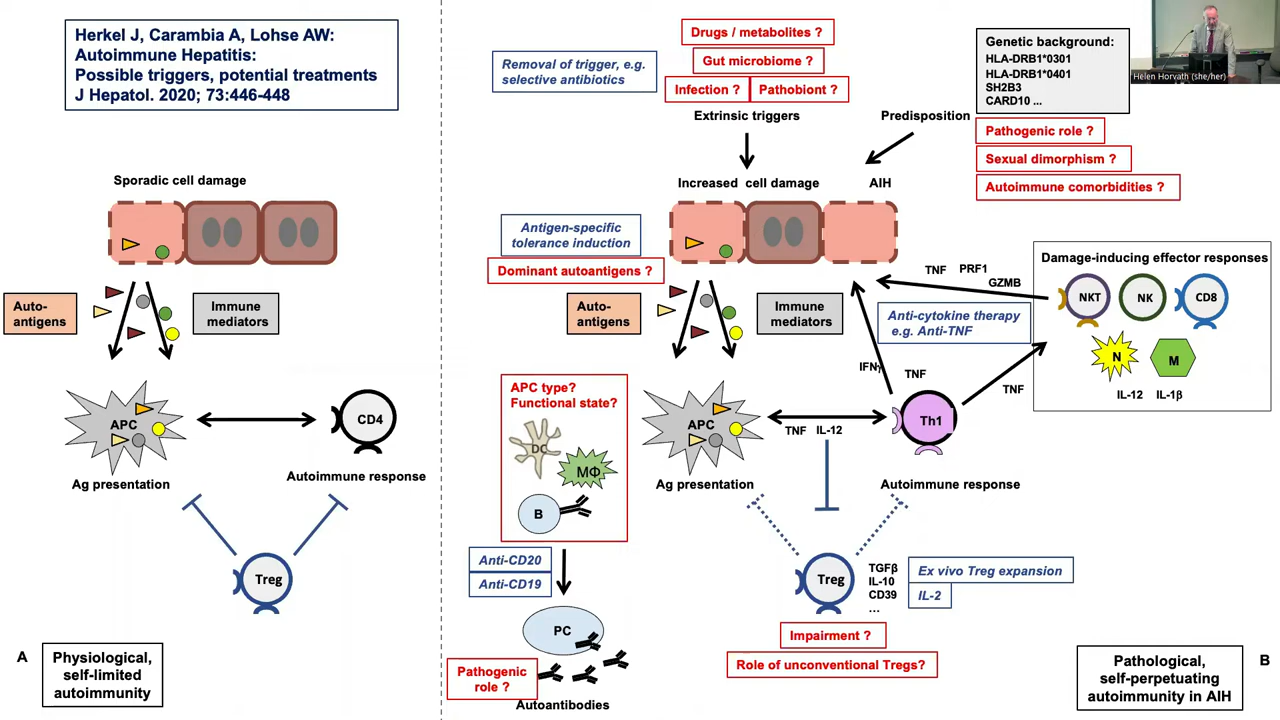 Herkel J, Carambia A, Lohse AW:
Autoimmune Hepatitis:
Possible triggers, potential treatments
J Hepatol. 2020; 73:446-448
Sporadic cell damage
Auto-
antigens
Immune
mediators
APC
CD4
Ag presentation
Autoimmune response
Treg
A
Physiological,
self-limited
autoimmunity
Drugs / metabolites ?
Gut microbiome ?
Infection ?
Pathobiont ?
Extrinsic triggers
Removal of trigger, e.g.
selective antibiotics
Predisposition
Genetic background:
HLA-DRB1*0301
HLA-DRB1*0401
SH2B3
CARD10 ...
Pathogenic role ?
Sexual dimorphism ?
Autoimmune comorbidities ?
Helen Horvath (she/her)
Increased cell damage
AIH
Antigen-specific
tolerance induction
Dominant autoantigens ?
Auto-
antigens
Immune
mediators
TNF
PRF1
GZMB
Damage-inducing effector responses
NKT
NK
CD8
N
M
IL-12
IL-1β
Anti-cytokine therapy
e.g. Anti-TNF
IFNγ
TNF
TNF
APC type?
Functional state?
DC
MΦ
B
APC
TNF
IL-12
Th1
Ag presentation
Autoimmune response
Anti-CD20
Anti-CD19
PC
Pathogenic
role ?
Autoantibodies
Treg
TGFβ
IL-10
CD39
...
Ex vivo Treg expansion
IL-2
Impairment ?
Role of unconventional Tregs?
B
Pathological,
self-perpetuating
autoimmunity in AIH